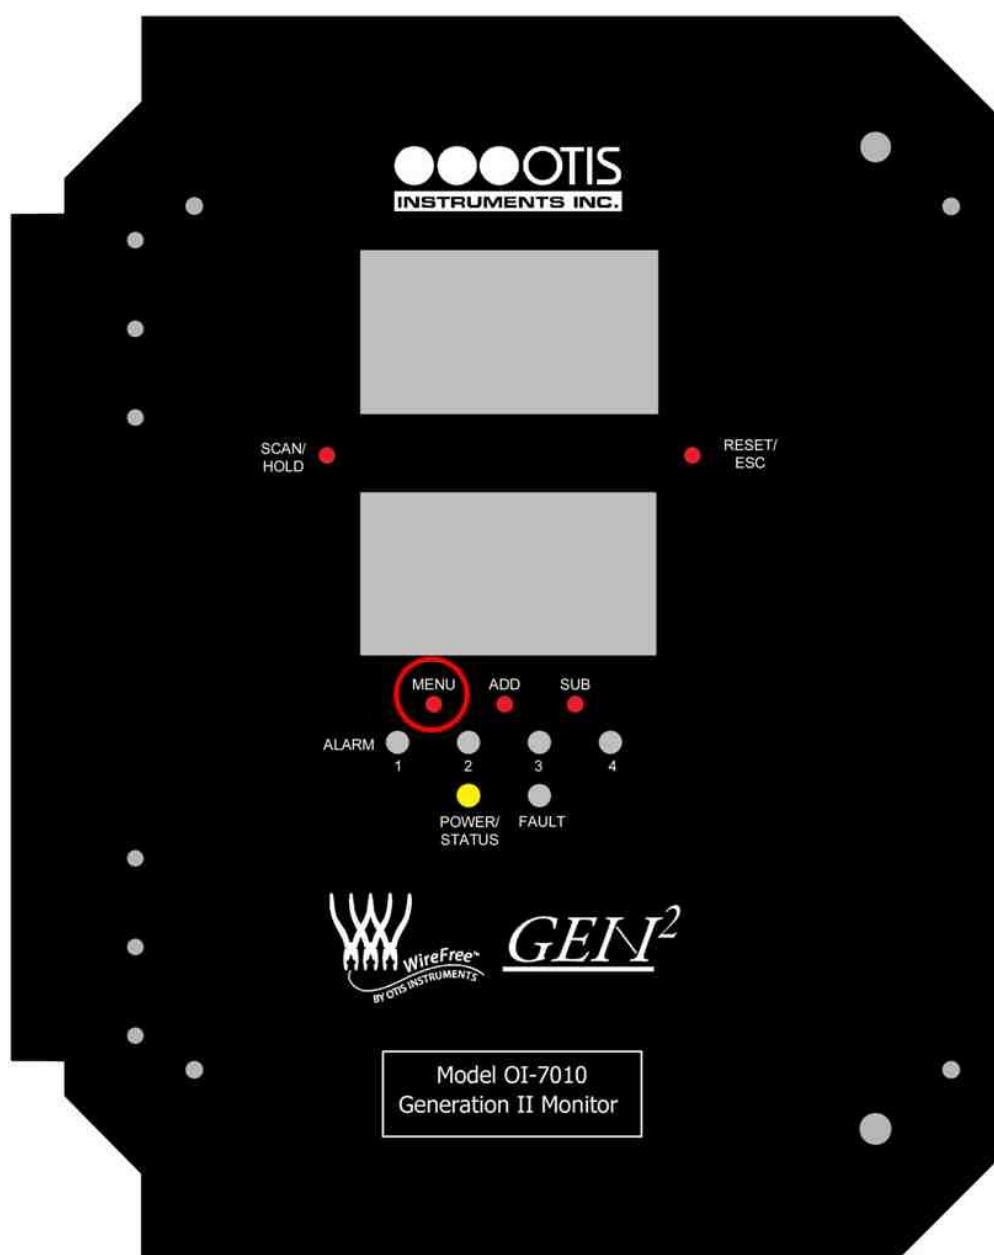 OTIS
INSTRUMENTS INC.
SCAN/
HOLD
RESET/
ESC
MENU ADD SUB
ALARM
1 2 3 4
POWER/
STATUS
FAULT
WireFree™
BY OTIS INSTRUMENTS
GEN²
Model OI-7010
Generation II Monitor